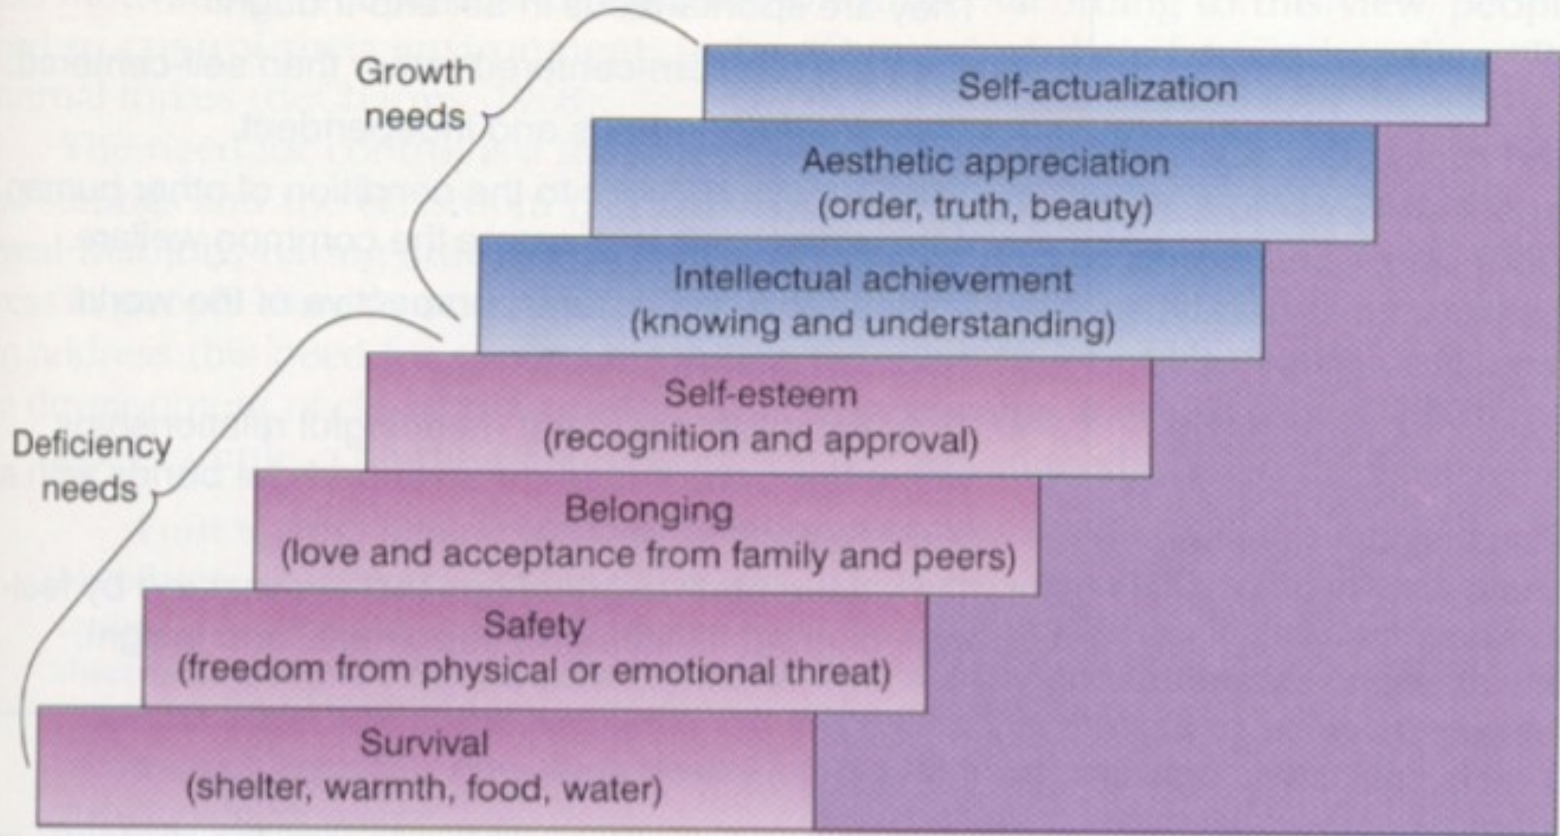 Growth
needs
Self-actualization
Aesthetic appreciation
(order, truth, beauty)
Intellectual achievement
(knowing and understanding)
Deficiency
needs
Self-esteem
(recognition and approval)
Belonging
(love and acceptance from family and peers)
Safety
(freedom from physical or emotional threat)
Survival
(shelter, warmth, food, water)